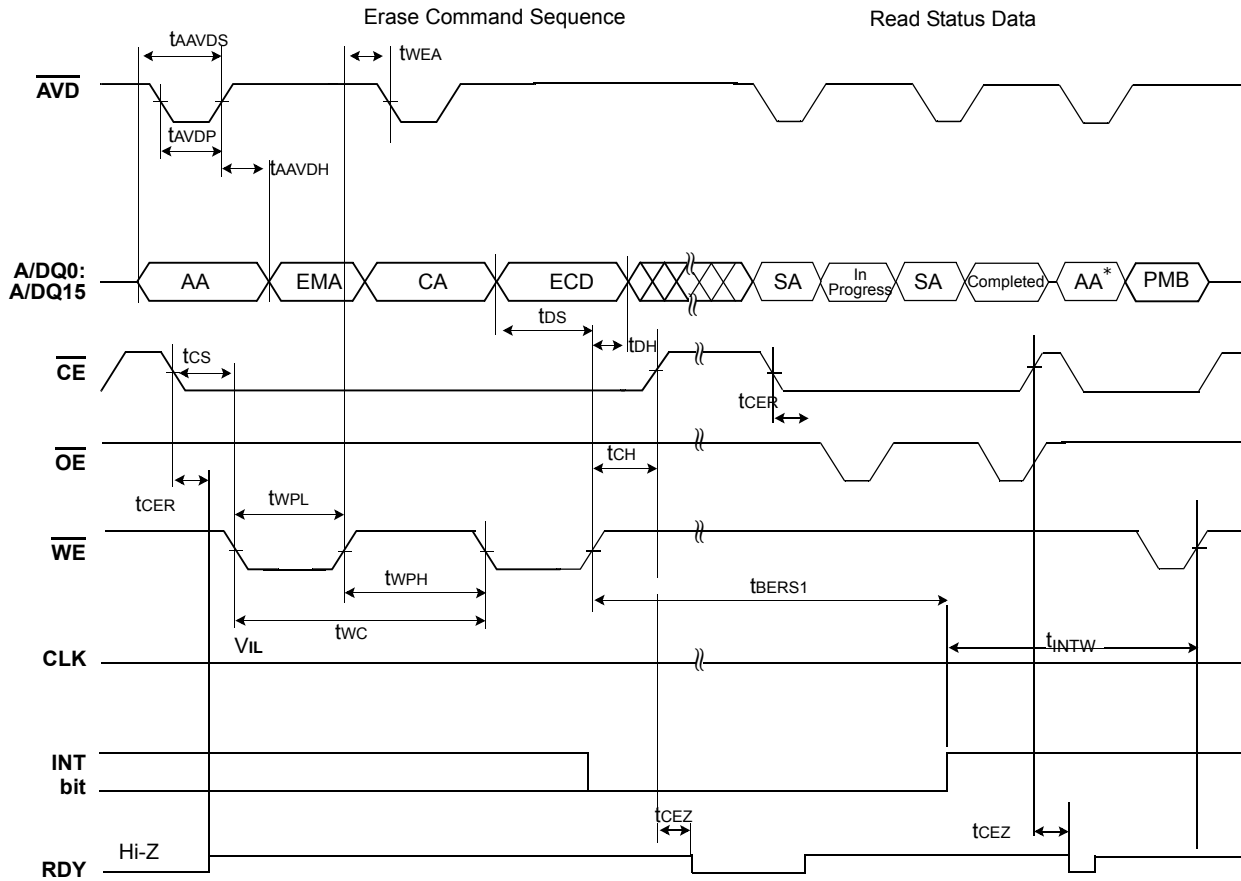 Erase Command Sequence
Read Status Data
tAAVDS
tWEA
AVD
tAVDP
tAAVDH
A/DQ0:
A/DQ15
AA
EMA
CA
ECD
SA
In
Progress
SA
Completed
AA*
PMB
tDS
tDH
tCS
CE
tCER
OE
tCH
tCER
tWPL
WE
tWPH
tBERS1
tWC
VIL
CLK
tINTW
INT
bit
tCEZ
tCEZ
Hi-Z
RDY